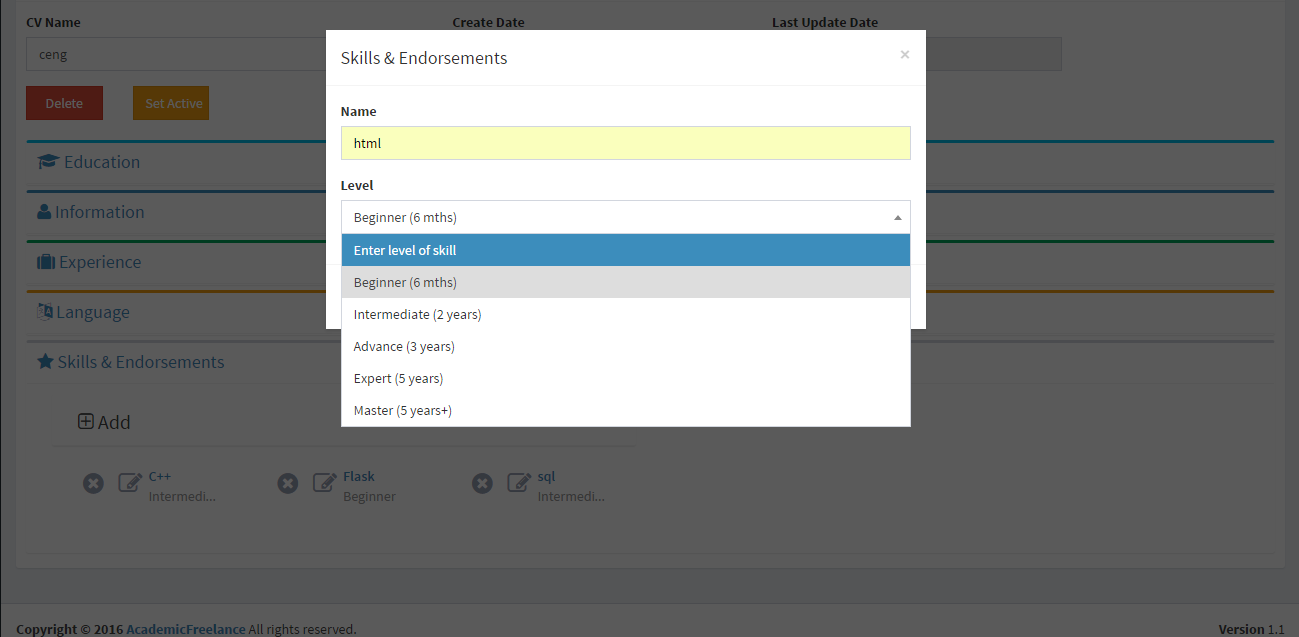 CV Name Create Date Last Update Date
Skills & Endorsements ×
ceng
Delete Set Active
Name
html
Education
Level
Information
Beginner (6 mths)
Enter level of skill
Experience
Beginner (6 mths)
Language
Intermediate (2 years)
Advance (3 years)
Skills & Endorsements
Expert (5 years)
Master (5 years+)
Add
C++ Flask sql
Intermedi... Beginner Intermedi...
Copyright © 2016 AcademicFreelance All rights reserved. Version 1.1